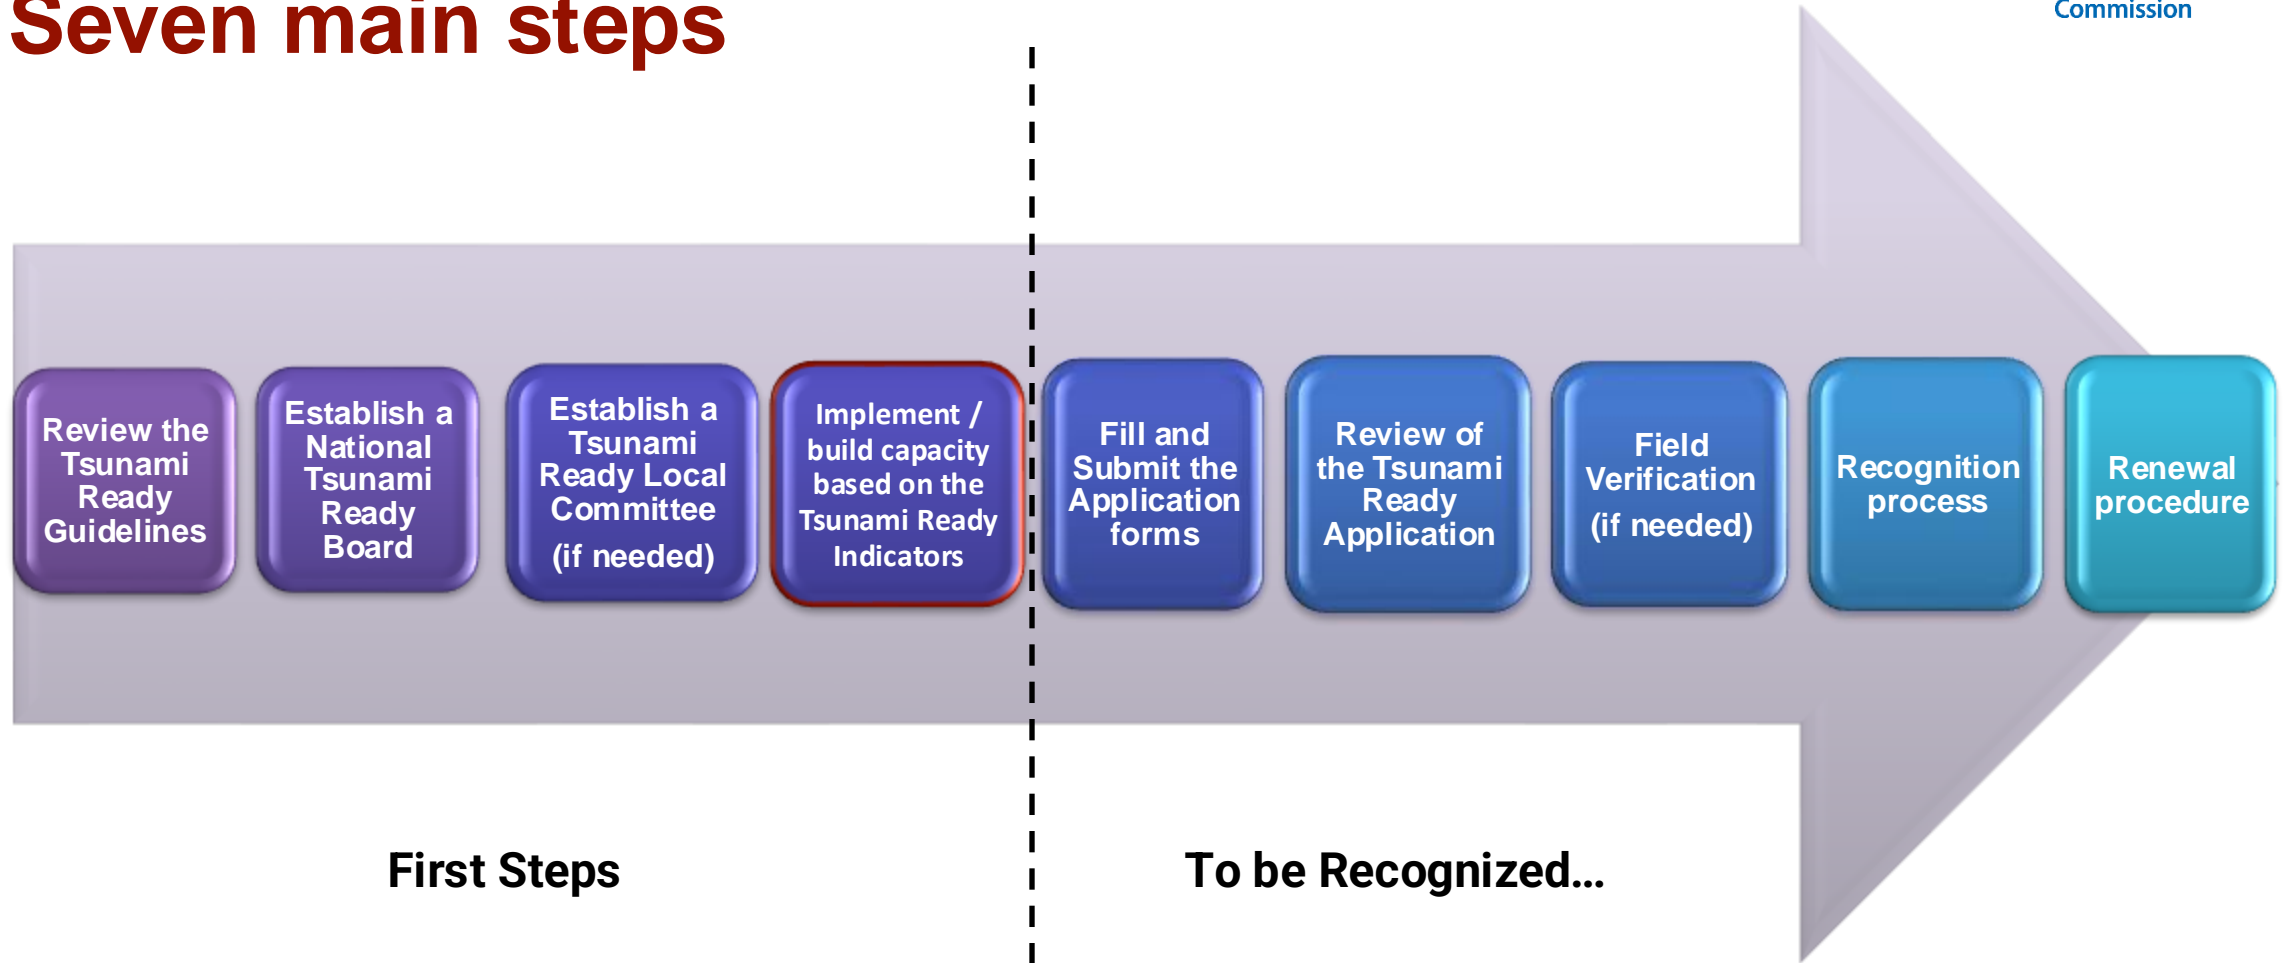 Seven main steps
Commission
Review the
Tsunami
Ready
Guidelines
Establish a
National
Tsunami
Ready
Board
Establish a
Tsunami
Ready Local
Committee
(if needed)
Implement /
build capacity
based on the
Tsunami Ready
Indicators
Fill and
Submit the
Application
forms
Review of
the Tsunami
Ready
Application
Field
Verification
(if needed)
Recognition
process
Renewal
procedure
First Steps
To be Recognized...